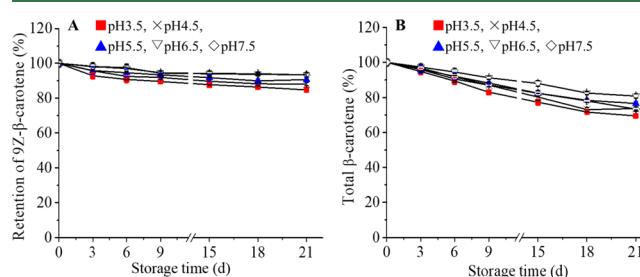 A
■pH3.5, ×pH4.5,
▲pH5.5, ▽pH6.5, ◇pH7.5
Retention of 9Z-β-carotene (%)
120
100
80
60
40
20
0
0 3 6 9 15 18 21
Storage time (d)
B
■pH3.5, ×pH4.5,
▲pH5.5, ▽pH6.5, ◇pH7.5
Total β-carotene (%)
120
100
80
60
40
20
0
0 3 6 9 15 18 21
Storage time (d)